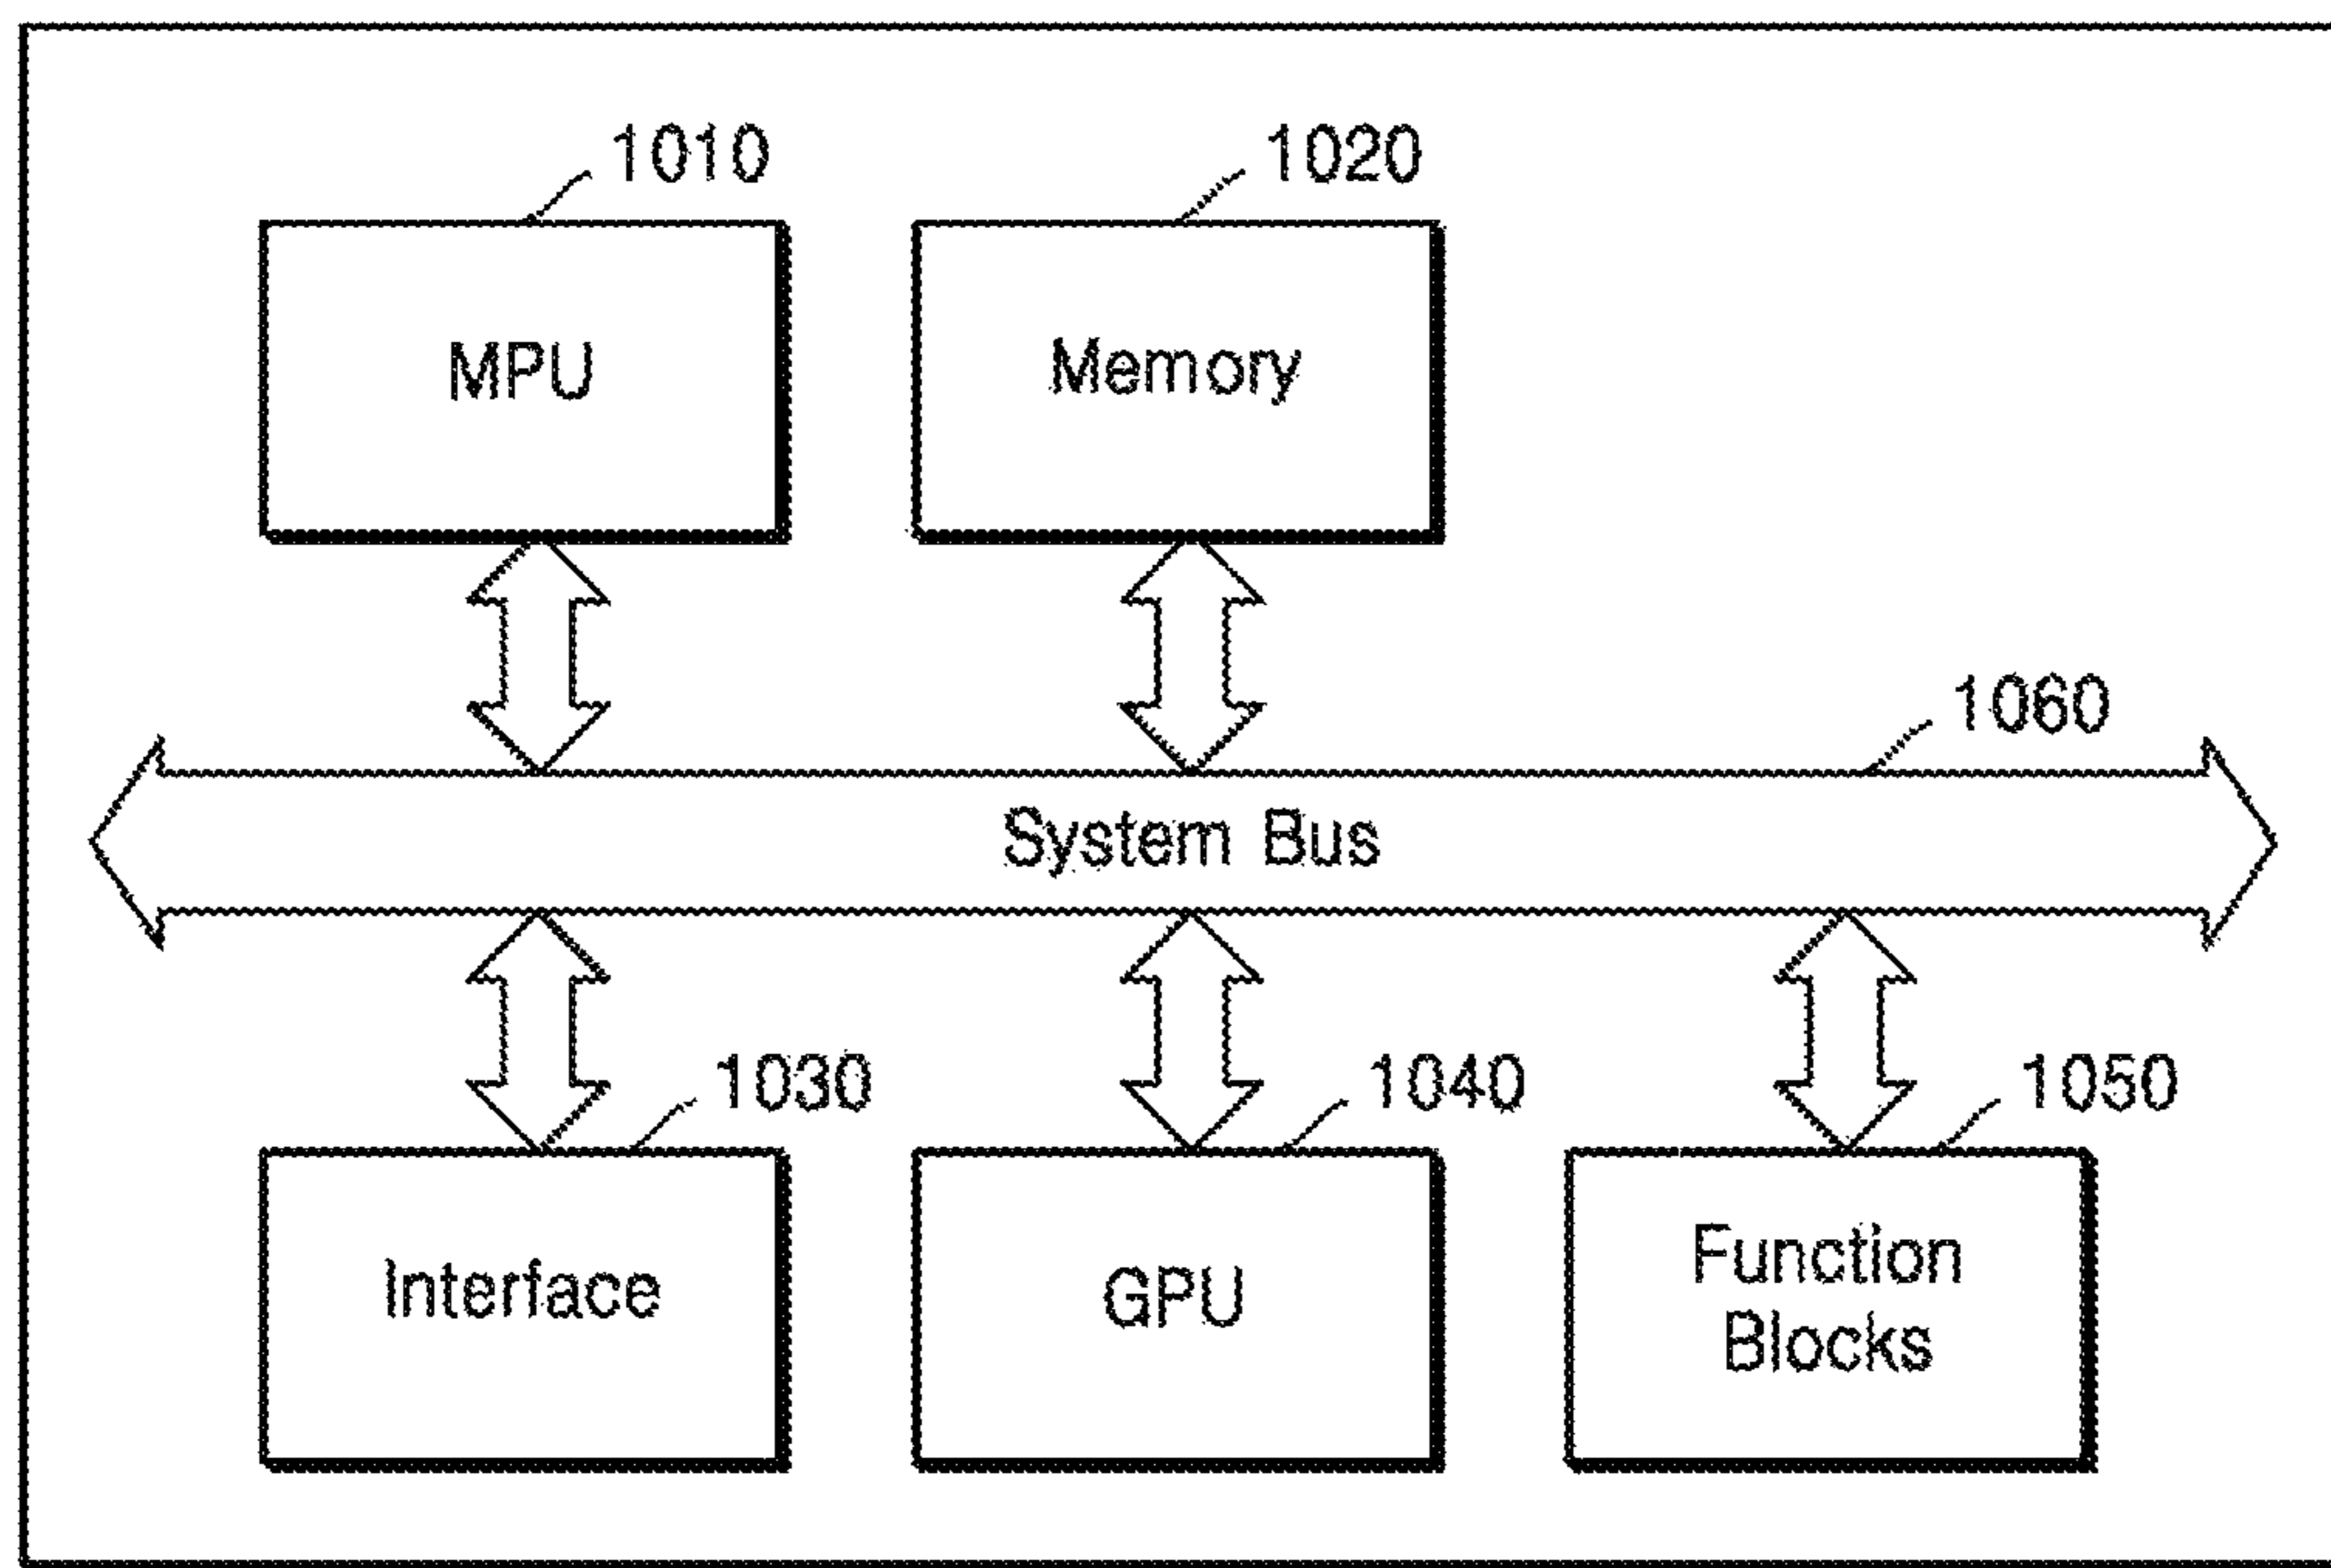 1010
1020
MPU
Memory
1060
System Bus
1030
1040
1050
Interface
GPU
Function
Blocks